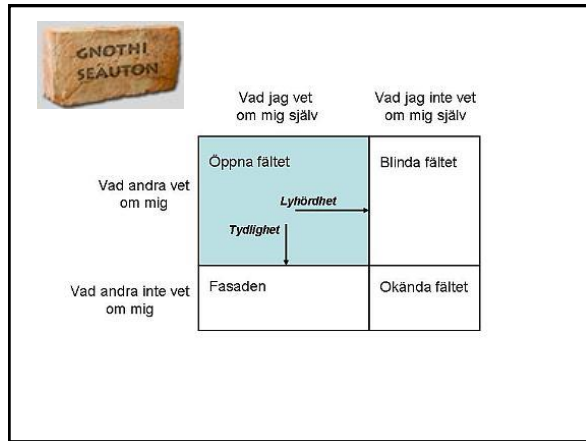 GNOTHI
SEAUTON
Vad jag vet
om mig själv
Vad jag inte vet
om mig själv
Vad andra vet
om mig
Öppna fältet
Blinda fältet
Lyhördhet
Tydlighet
Vad andra inte vet
om mig
Fasaden
Okända fältet